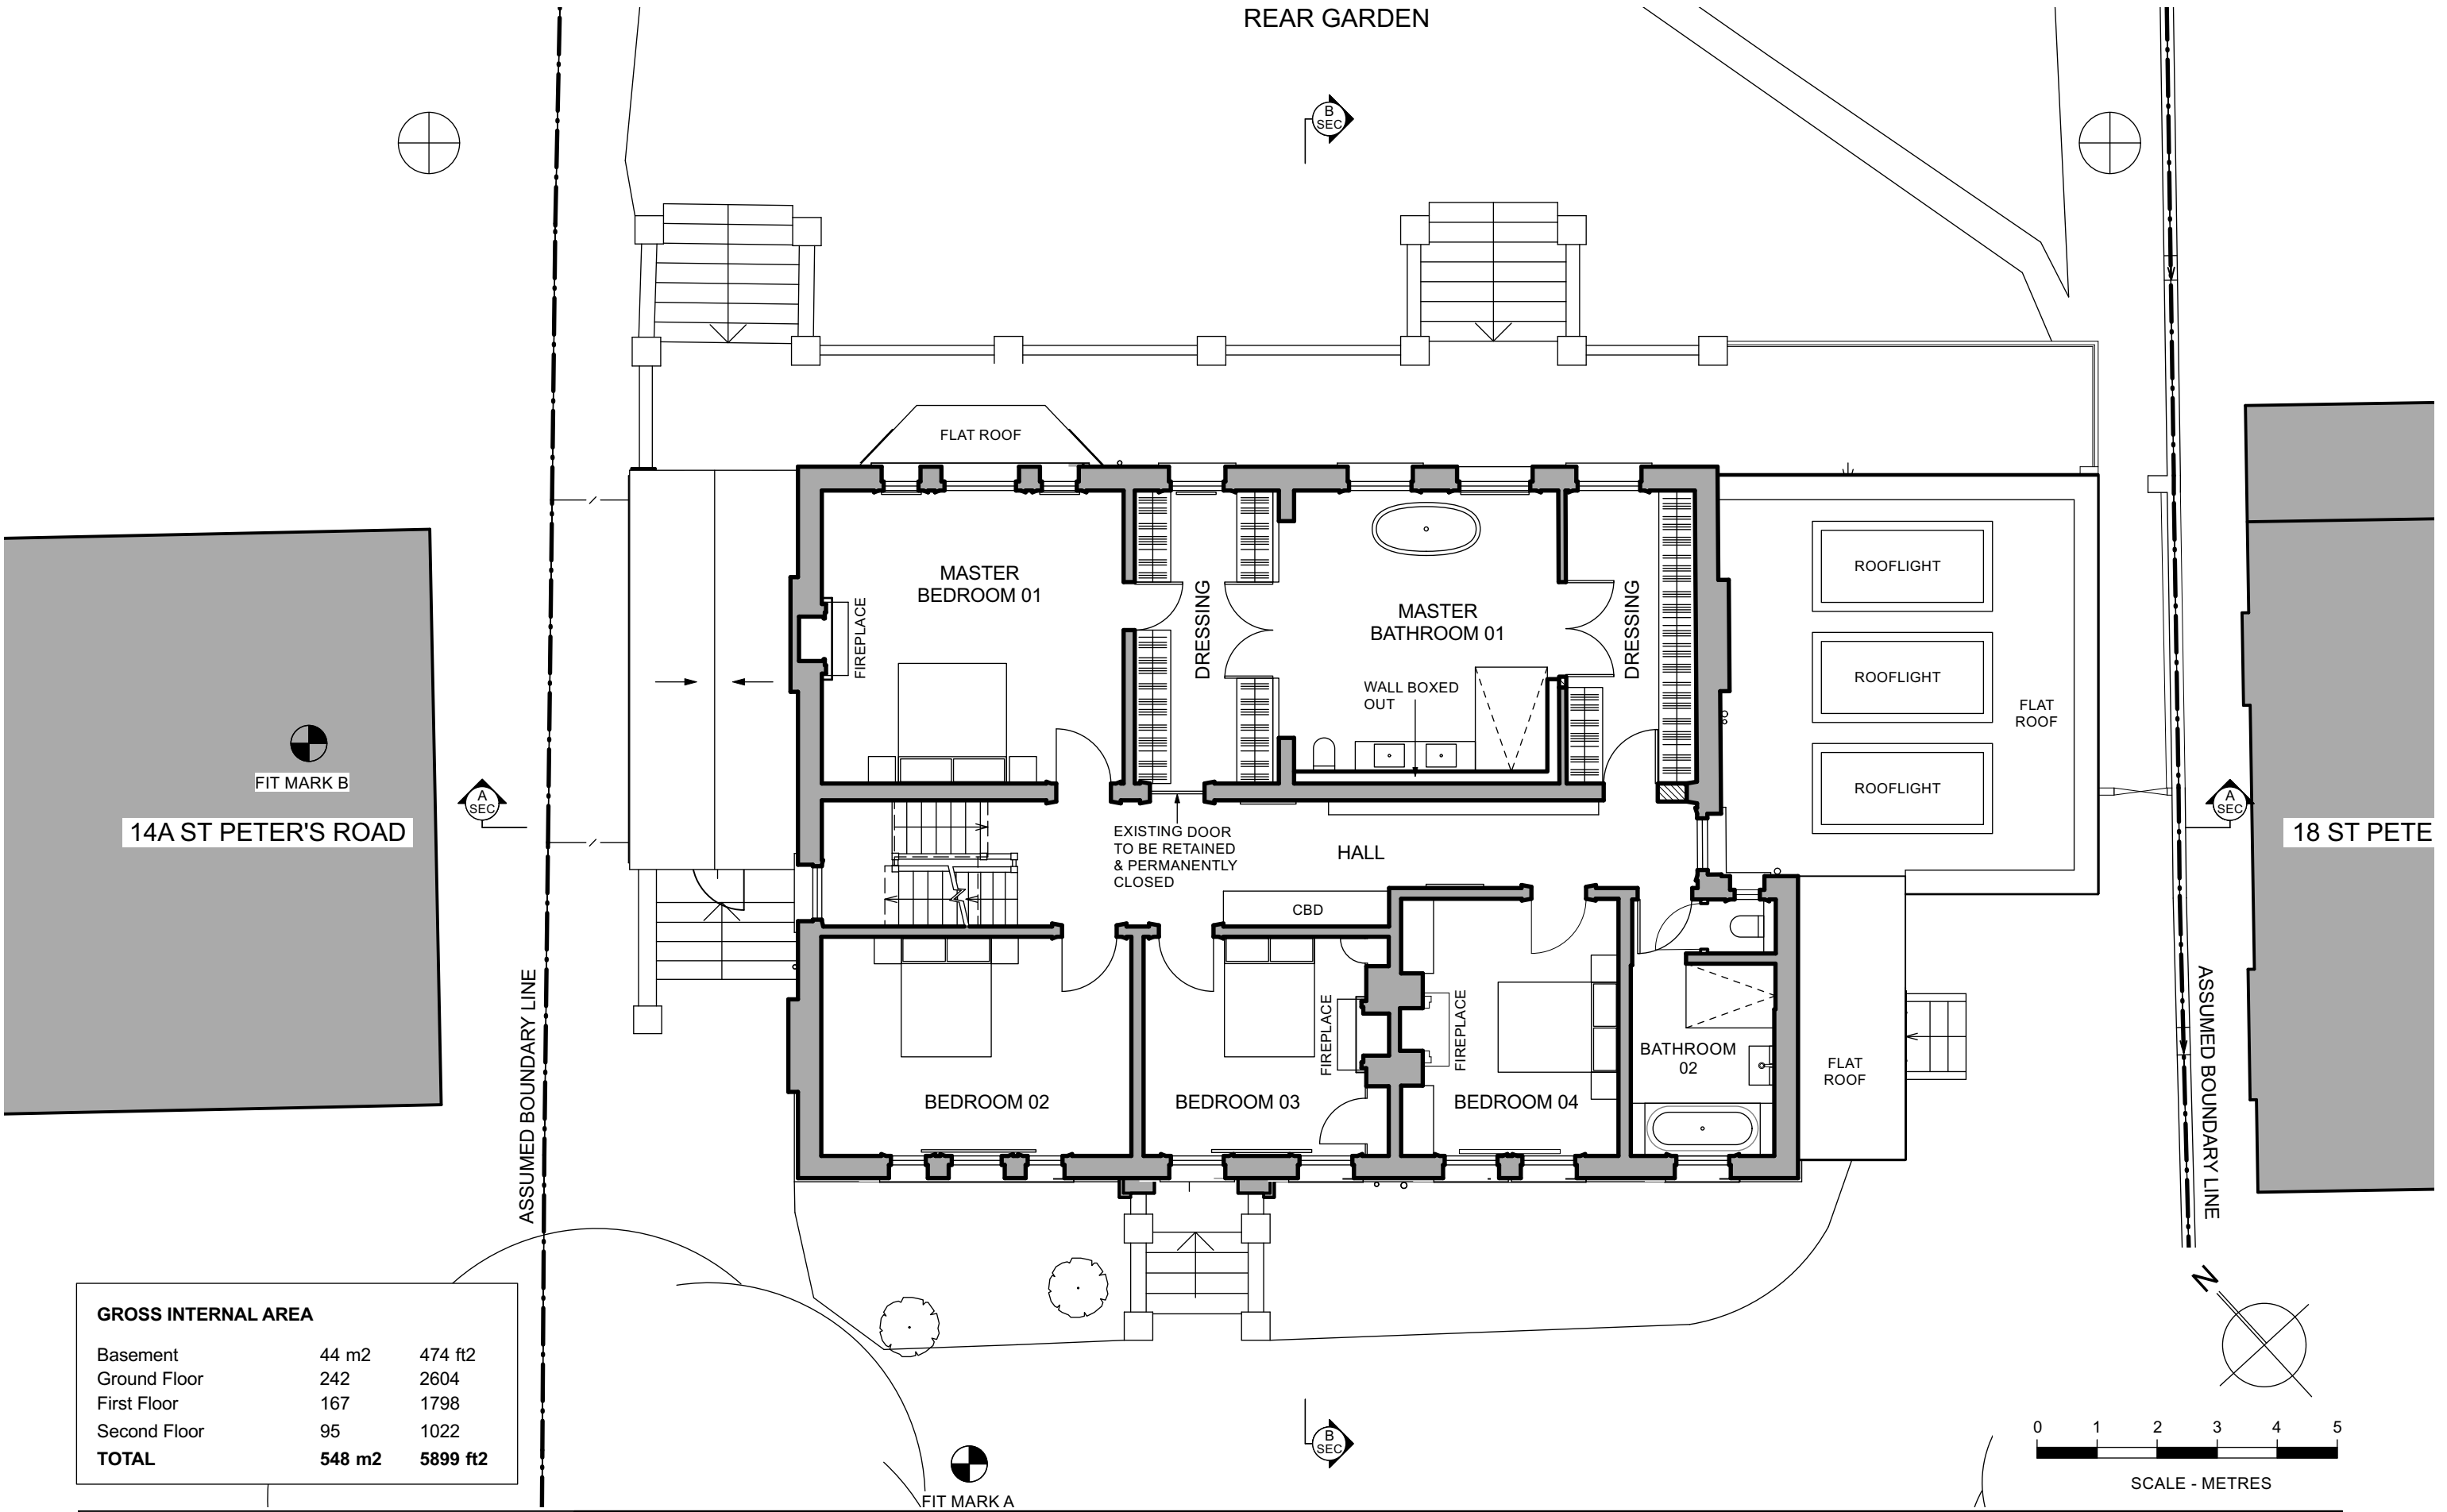 REAR GARDEN
B
SEC
FLAT ROOF
MASTER
BEDROOM 01
FIREPLACE
DRESSING
MASTER
BATHROOM 01
DRESSING
WALL BOXED
OUT
ROOFLIGHT
ROOFLIGHT
ROOFLIGHT
FLAT
ROOF
FIT MARK B
14A ST PETER'S ROAD
A
SEC
A
SEC
18 ST PETE
EXISTING DOOR
TO BE RETAINED
& PERMANENTLY
CLOSED
HALL
CBD
ASSUMED BOUNDARY LINE
BEDROOM 02
BEDROOM 03
FIREPLACE
FIREPLACE
BEDROOM 04
BATHROOM
02
FLAT
ROOF
ASSUMED BOUNDARY LINE
GROSS INTERNAL AREA
Basement 44 m2 474 ft2
Ground Floor 242 2604
First Floor 167 1798
Second Floor 95 1022
TOTAL 548 m2 5899 ft2
B
SEC
FIT MARK A
N
0 1 2 3 4 5
SCALE - METRES